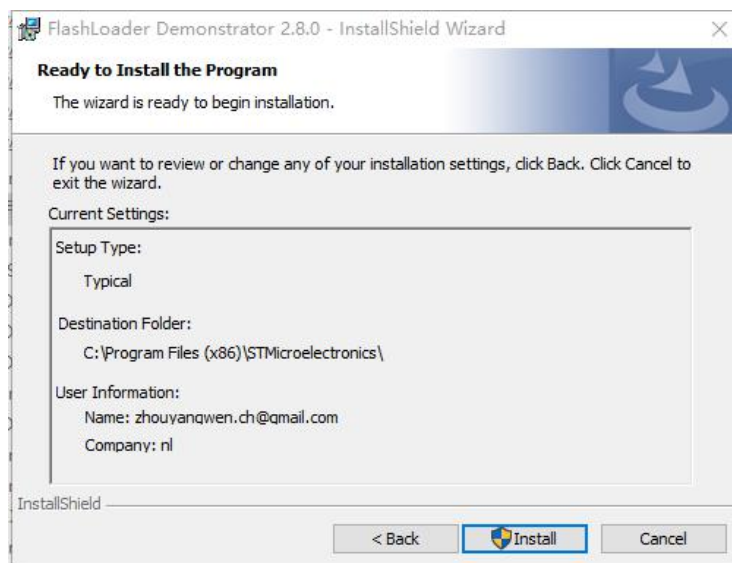 FlashLoader Demonstrator 2.8.0 - InstallShield Wizard
Ready to Install the Program
The wizard is ready to begin installation.
If you want to review or change any of your installation settings, click Back. Click Cancel to
exit the wizard.
Current Settings:
Setup Type:
Typical
Destination Folder:
C:\Program Files (x86)\STMicroelectronics\
User Information:
Name: zhouyangwen.ch@gmail.com
Company: nl
InstallShield
< Back
Install
Cancel